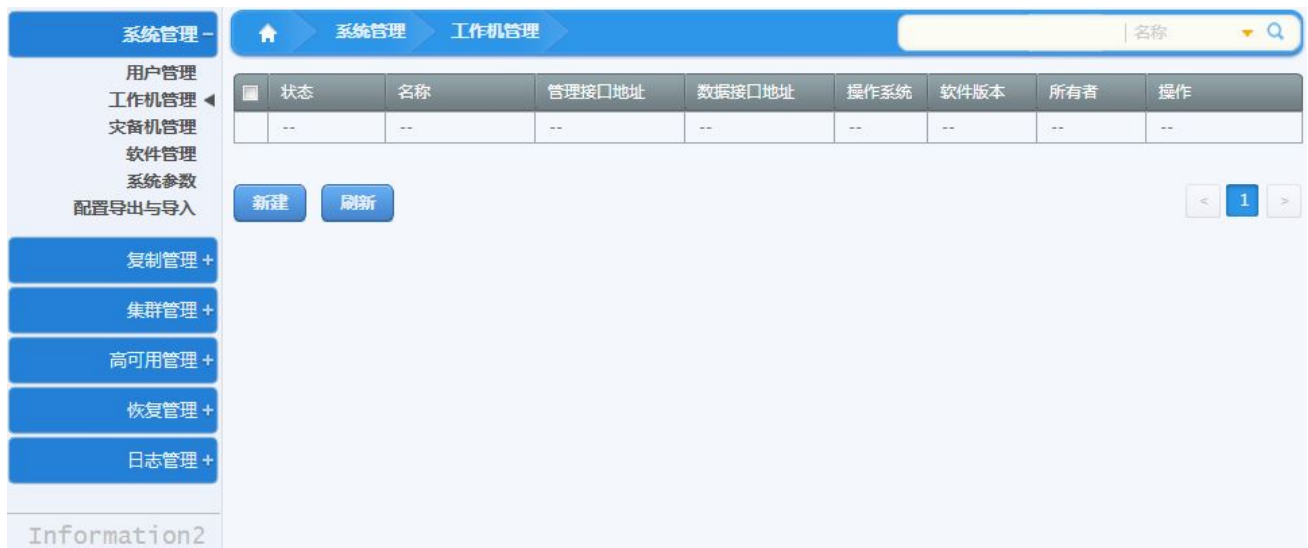 系统管理 -
用户管理
工作机管理
灾备机管理
软件管理
系统参数
配置导出与导入
复制管理 +
集群管理 +
高可用管理 +
恢复管理 +
日志管理 +
Information2
系统管理 工作机管理 名称
状态 名称 管理接口地址 数据接口地址 操作系统 软件版本 所有者 操作
-- -- -- -- -- -- -- --
新建 刷新 < 1 >